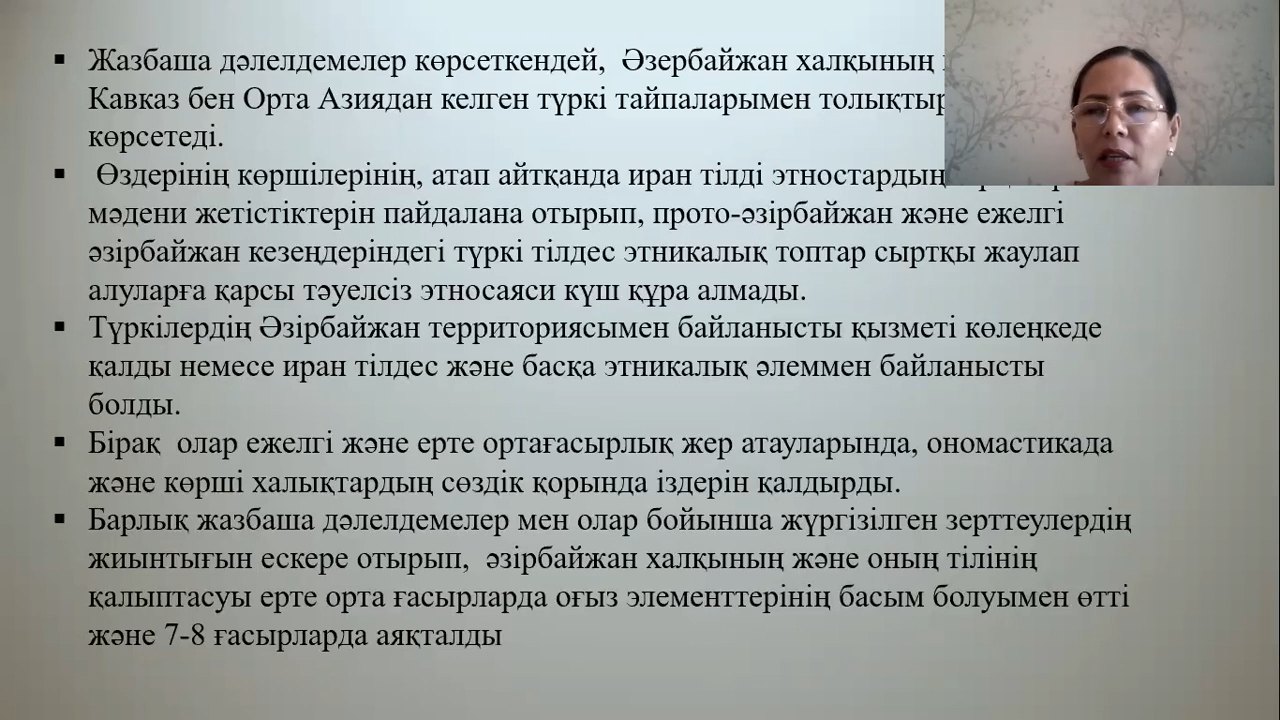 ▪ Жазбаша дәлелдемелер көрсеткендей, Әзербайжан халқының
Кавказ бен Орта Азиядан келген түркі тайпаларымен
көрсетеді.
▪ Өздерінің көршілерінің, атап айтқанда иран тілді этностардың
мәдени жетістіктерін пайдалана отырып, прото-әзірбайжан және ежелгі
әзірбайжан кезеңдеріндегі түркі тілдес этникалық топтар сыртқы жаулап
алуларға қарсы тәуелсіз этносаяси күш құра алмады.
▪ Түркілердің Әзірбайжан территориясымен байланысты қызметі көлеңкеде
қалды немесе иран тілдес және басқа этникалық әлеммен байланысты
болды.
▪ Бірақ олар ежелгі және ерте ортағасырлық жер атауларында, ономастикада
және көрші халықтардың сөздік қорында іздерін қалдырды.
▪ Барлық жазбаша дәлелдемелер мен олар бойынша жүргізілген зерттеулердің
жиынтығын ескере отырып, әзірбайжан халқының және оның тілінің
қалыптасуы ерте орта ғасырларда оғыз элементтерінің басым болуымен өтті
және 7-8 ғасырларда аяқталды